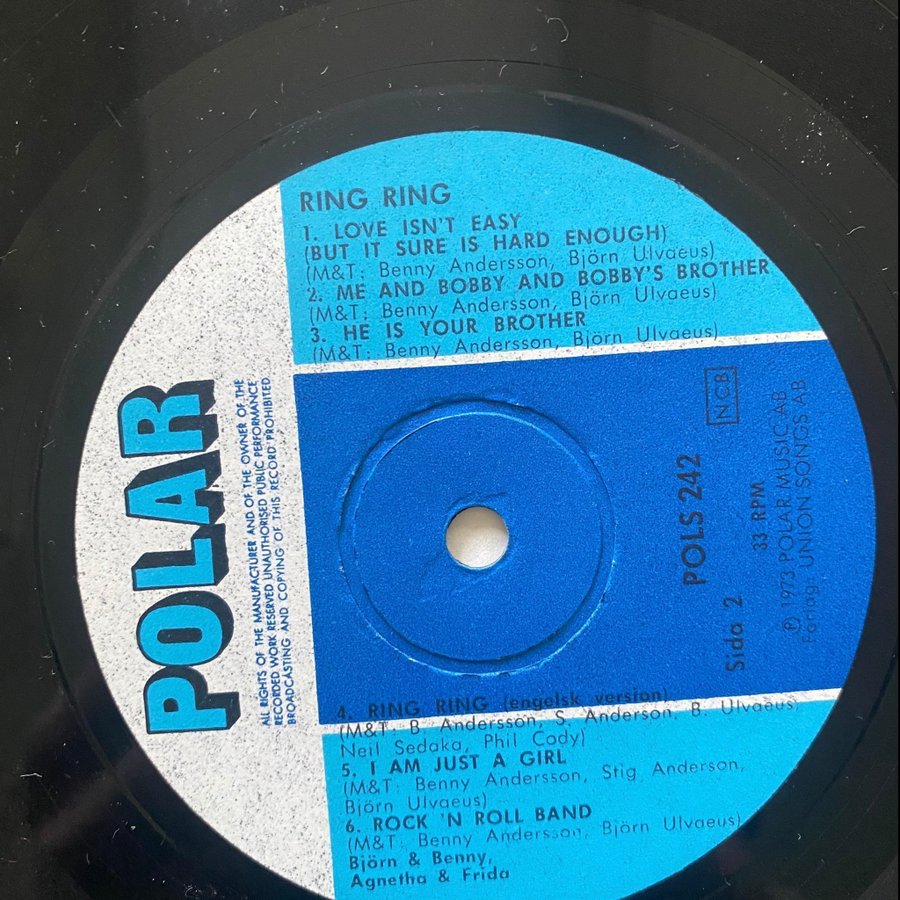 RING RING
1. LOVE ISN'T EASY
(BUT IT SURE IS HARD ENOUGH)
(M&T: Benny Andersson, Björn Ulvaeus)
2. ME AND BOBBY AND BOBBY'S BROTHER
(M&T: Benny Andersson, Björn Ulvaeus)
3. HE IS YOUR BROTHER
(M&T: Benny Andersson, Björn Ulvaeus)
POLAR
ALL RIGHTS OF THE MANUFACTURER AND OF THE OWNER OF THE
RECORDED WORK RESERVED UNAUTHORISED PUBLIC PERFORMANCE
BROADCASTING AND COPYING OF THIS RECORD PROHIBITED
NCB
POLS 242
Sida 2
33 RPM
Ⓟ 1973 POLAR MUSIC AB
Förlag: UNION SONGS AB
4. RING RING (engelsk version)
(M&T: B. Andersson, S. Anderson, B. Ulvaeus,
Neil Sedaka, Phil Cody)
5. I AM JUST A GIRL
(M&T: Benny Andersson, Stig Anderson,
Björn Ulvaeus)
6. ROCK 'N ROLL BAND
(M&T: Benny Andersson, Björn Ulvaeus)
Björn & Benny,
Agnetha & Frida